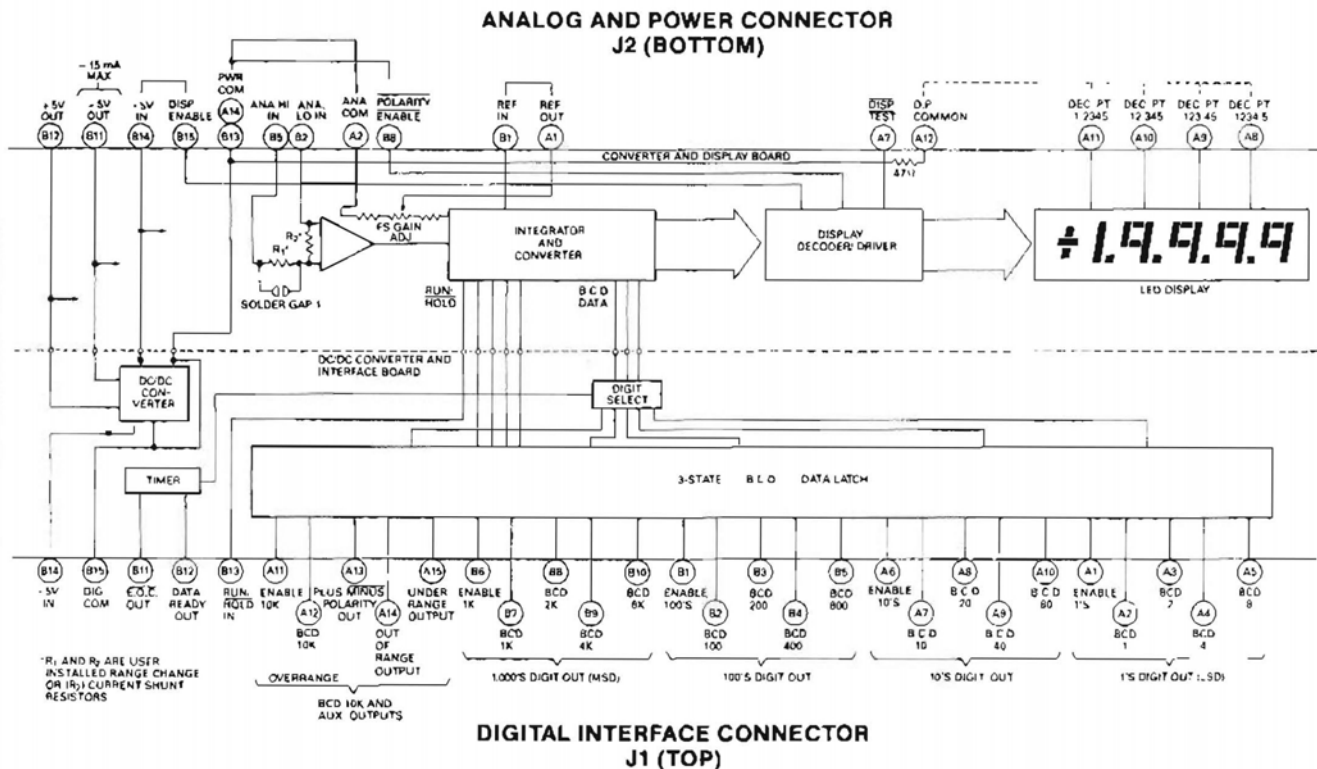 ANALOG AND POWER CONNECTOR
J2 (BOTTOM)
~ 15 mA
MAX
+5V
OUT
B12
-5V
OUT
B11
+5V
IN
B14
DISP
ENABLE
B15
PWR
COM
A14
B13
ANA HI
IN
B5
ANA.
LO IN
B2
ANA
COM
A2
POLARITY
ENABLE
B8
REF
IN
B1
REF
OUT
A1
DISP
TEST
A7
D.P.
COMMON
A12
DEC PT
1 2345
A11
DEC PT
12 345
A10
DEC PT
123 45
A9
DEC PT
1234 5
A8
CONVERTER AND DISPLAY BOARD
47Ω
R1*
R2*
SOLDER GAP 1
FS GAIN
ADJ
INTEGRATOR
AND
CONVERTER
DISPLAY
DECODER/ DRIVER
1.9.9.9.9
LED DISPLAY
RUN-
HOLD
B C D
DATA
DC/DC CONVERTER AND
INTERFACE BOARD
DC/DC
CON-
VERTER
DIGIT
SELECT
TIMER
3-STATE B C D DATA LATCH
B14
-5V
IN
B15
DIG
COM
B11
E.O.C.
OUT
B12
DATA
READY
OUT
B13
RUN-
HOLD
IN
A11
ENABLE
10K
A12
BCD
10K
A13
PLUS MINUS
POLARITY
OUT
A14
OUT
OF
RANGE
OUTPUT
A15
UNDER
RANGE
OUTPUT
B6
ENABLE
1K
B7
BCD
1K
B8
BCD
2K
B9
BCD
4K
B10
BCD
8K
B1
ENABLE
100'S
B2
BCD
100
B3
BCD
200
B4
BCD
400
B5
BCD
800
A6
ENABLE
10'S
A7
B C D
10
A8
B C D
20
A9
B C D
40
A10
B C D
80
A1
ENABLE
1'S
A2
BCD
1
A3
BCD
2
A4
BCD
4
A5
BCD
8
*R1 AND R2 ARE USER
INSTALLED RANGE CHANGE
OR (R2) CURRENT SHUNT
RESISTORS
OVERRANGE
BCD 10K AND
AUX OUTPUTS
1,000'S DIGIT OUT (MSD)
100'S DIGIT OUT
10'S DIGIT OUT
1'S DIGIT OUT (LSD)
DIGITAL INTERFACE CONNECTOR
J1 (TOP)